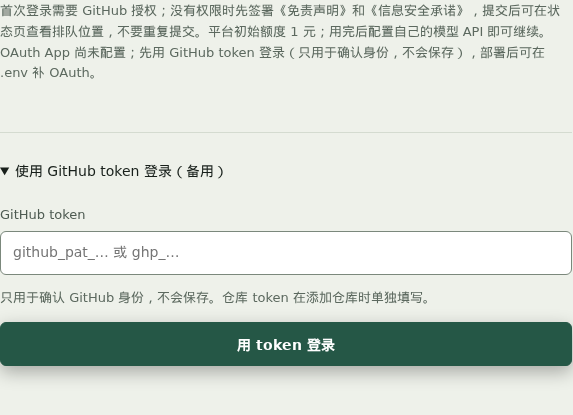 首次登录需要 GitHub 授权；没有权限时先签署《免责声明》和《信息安全承诺》，提交后可在状
态页查看排队位置，不要重复提交。平台初始额度 1 元；用完后配置自己的模型 API 即可继续。
OAuth App 尚未配置；先用 GitHub token 登录（只用于确认身份，不会保存），部署后可在
.env 补 OAuth。
▼ 使用 GitHub token 登录（备用）
GitHub token
github_pat_... 或 ghp_...
只用于确认 GitHub 身份，不会保存。仓库 token 在添加仓库时单独填写。
用 token 登录